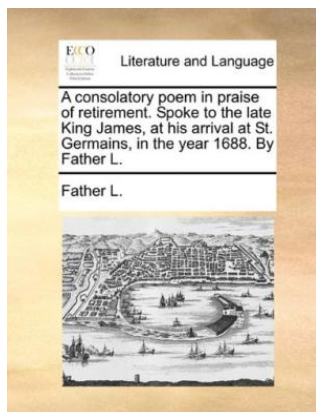 ECCO
Literature and Language
A consolatory poem in praise
of retirement. Spoke to the late
King James, at his arrival at St.
Germains, in the year 1688. By
Father L.
Father L.